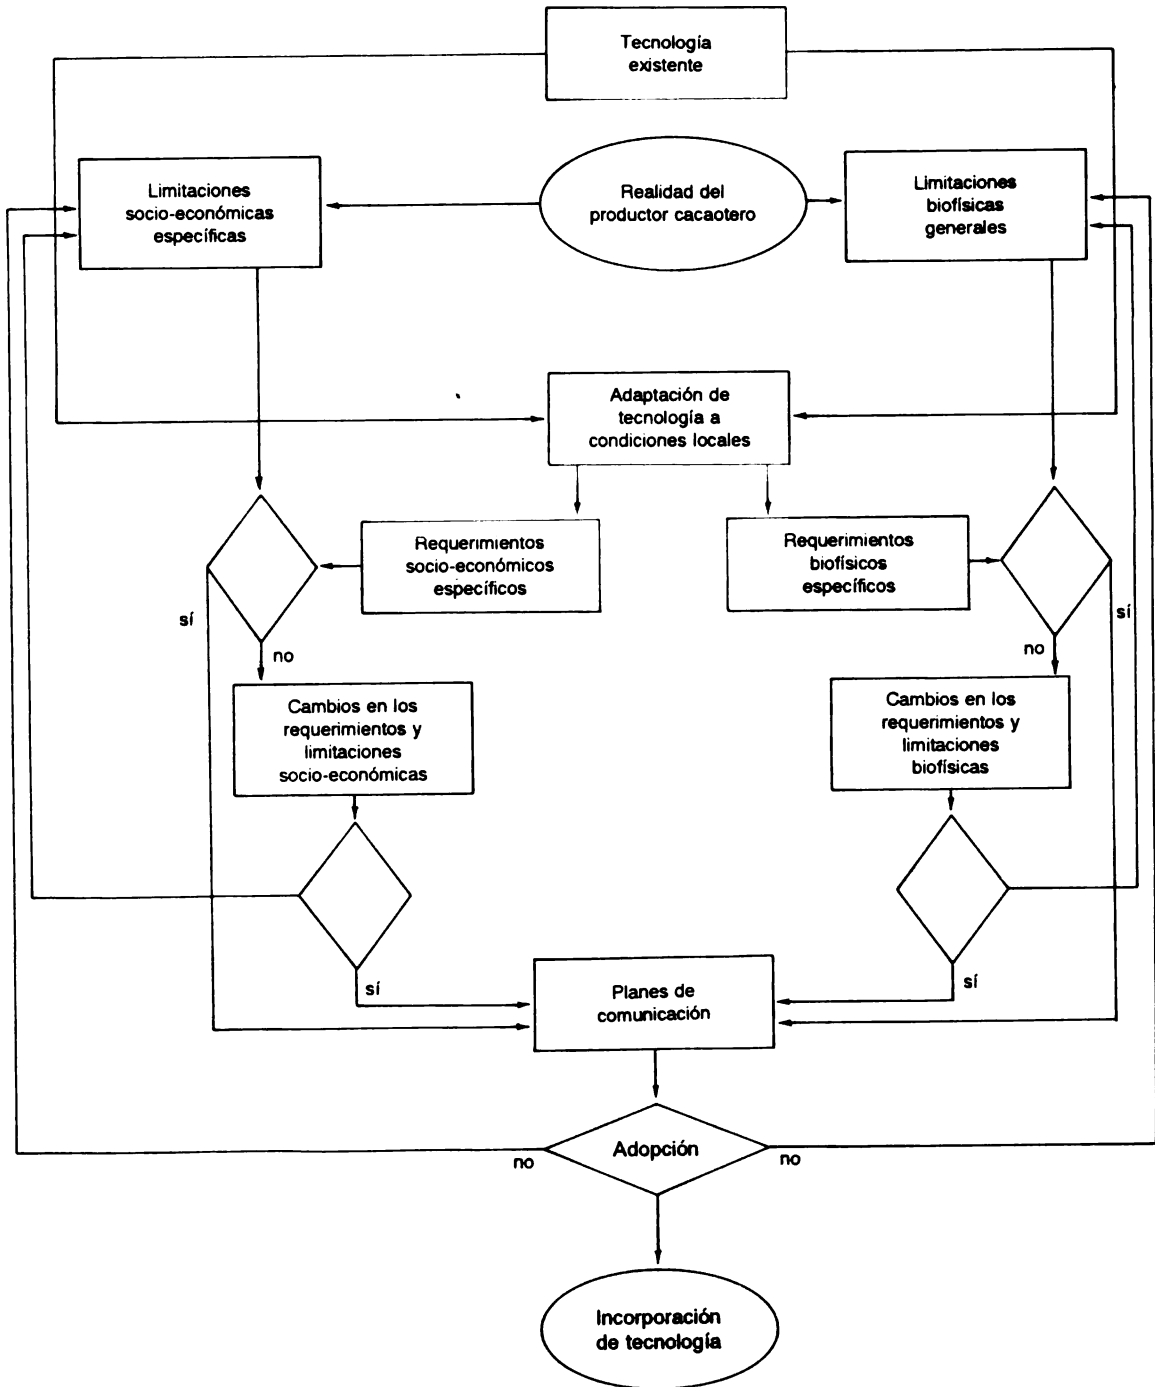 Tecnología
existente
Limitaciones
socio-económicas
específicas
Realidad del
productor cacaotero
Limitaciones
biofísicas
generales
Adaptación de
tecnología a
condiciones locales
Requerimientos
socio-económicos
específicos
Requerimientos
biofísicos
específicos
sí
no
no
sí
Cambios en los
requerimientos y
limitaciones
socio-económicas
Cambios en los
requerimientos y
limitaciones
biofísicas
sí
sí
Planes de
comunicación
no
Adopción
no
Incorporación
de tecnología